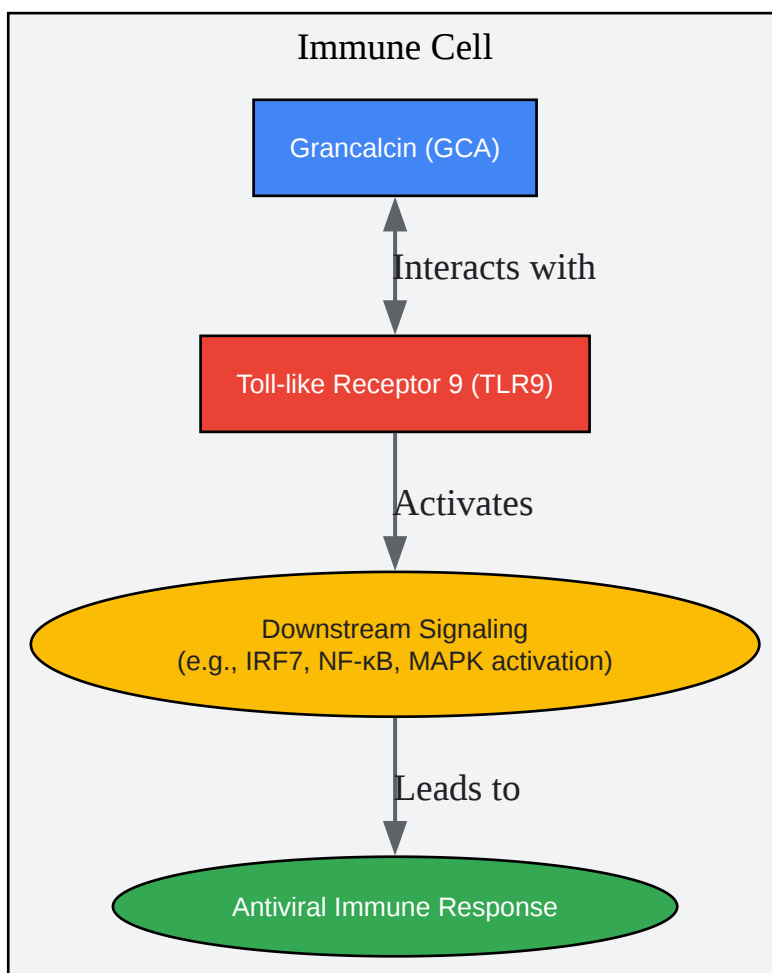 Immune Cell
Grancalcin (GCA)
Interacts with
Toll-like Receptor 9 (TLR9)
Activates
Downstream Signaling
(e.g., IRF7, NF-κB, MAPK activation)
Leads to
Antiviral Immune Response